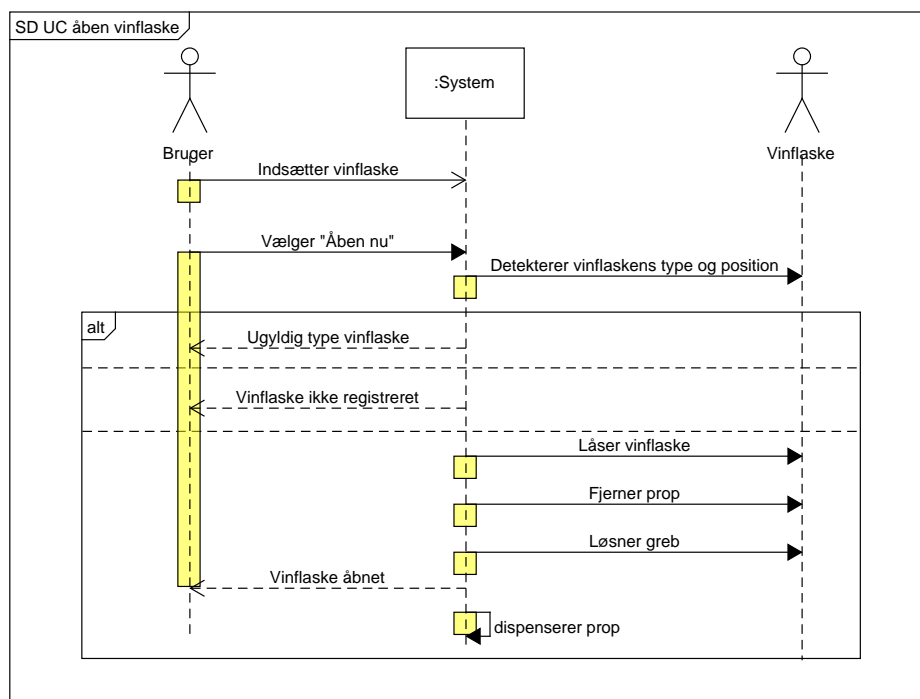 SD UC åben vinflaske
:System
Bruger
Vinflaske
Indsætter vinflaske
Vælger "Åben nu"
Detekterer vinflaskens type og position
alt
Ugyldig type vinflaske
Vinflaske ikke registreret
Låser vinflaske
Fjerner prop
Løsner greb
Vinflaske åbnet
dispenserer prop